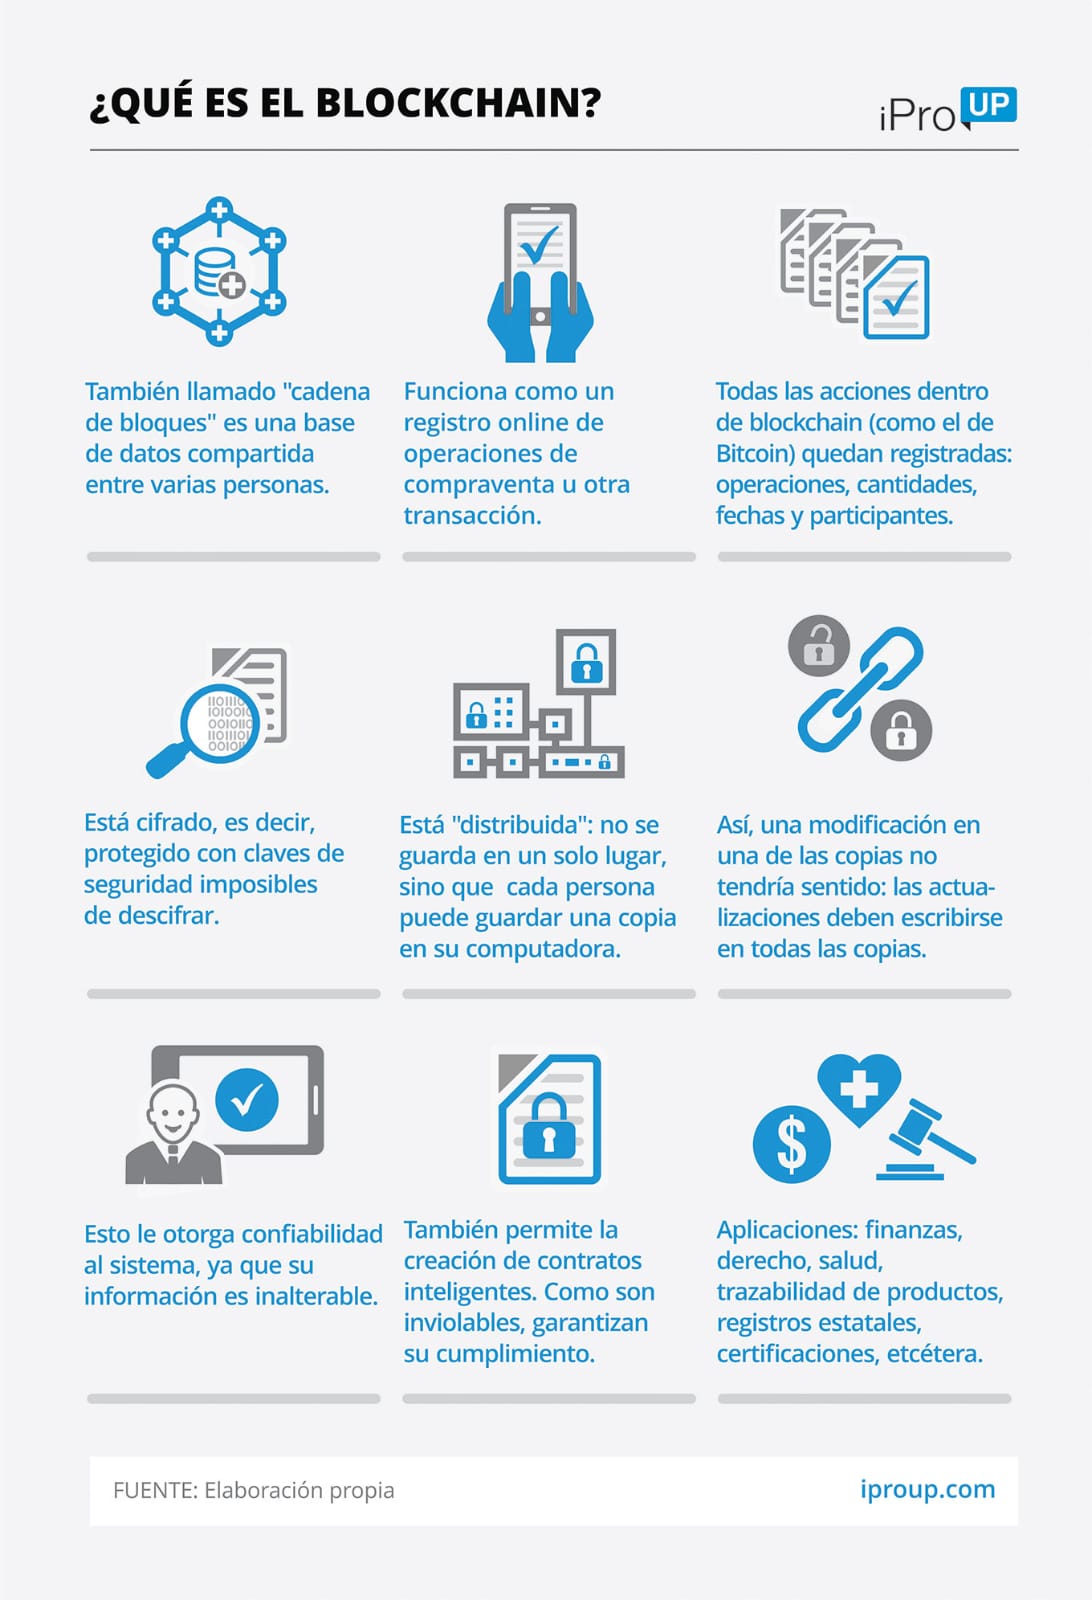 ¿QUÉ ES EL BLOCKCHAIN?
iProUP
También llamado "cadena
de bloques" es una base
de datos compartida
entre varias personas.
Funciona como un
registro online de
operaciones de
compraventa u otra
transacción.
Todas las acciones dentro
de blockchain (como el de
Bitcoin) quedan registradas:
operaciones, cantidades,
fechas y participantes.
Está cifrado, es decir,
protegido con claves de
seguridad imposibles
de descifrar.
Está "distribuida": no se
guarda en un solo lugar,
sino que cada persona
puede guardar una copia
en su computadora.
Así, una modificación en
una de las copias no
tendría sentido: las actua-
lizaciones deben escribirse
en todas las copias.
Esto le otorga confiabilidad
al sistema, ya que su
información es inalterable.
También permite la
creación de contratos
inteligentes. Como son
inviolables, garantizan
su cumplimiento.
$
Aplicaciones: finanzas,
derecho, salud,
trazabilidad de productos,
registros estatales,
certificaciones, etcétera.
FUENTE: Elaboración propia
iproup.com